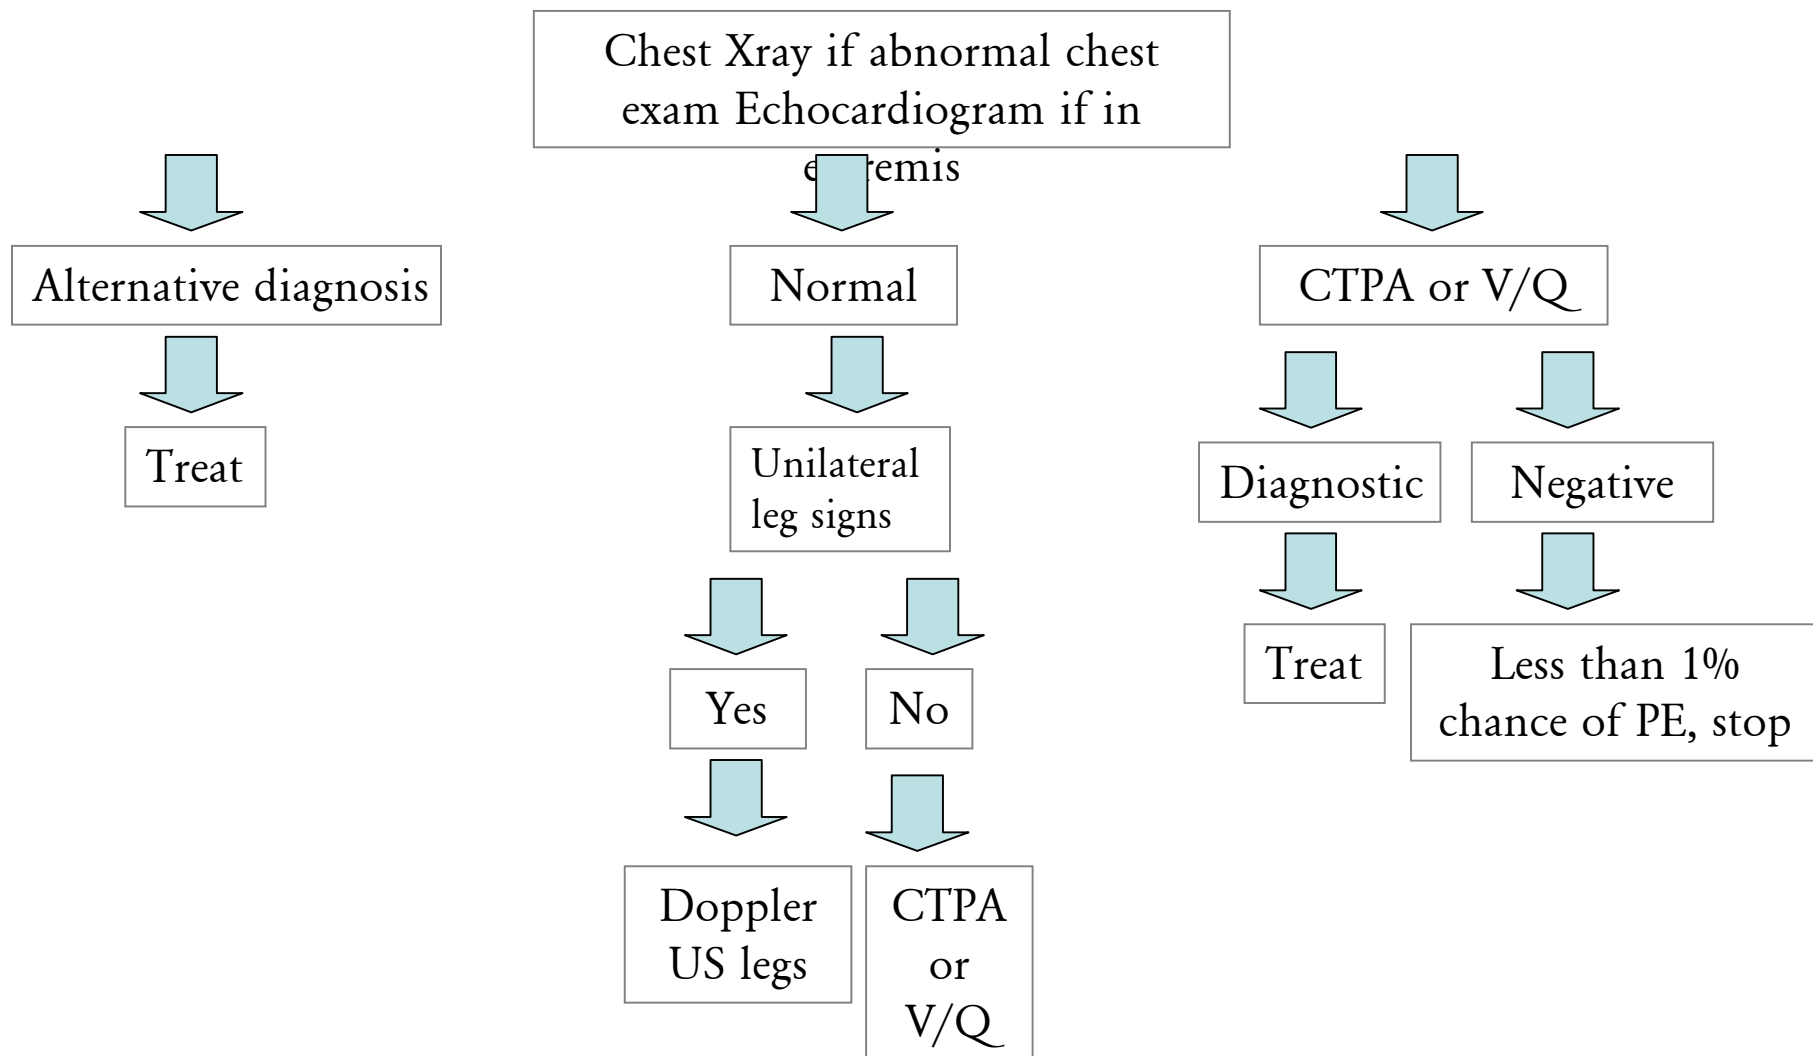 Chest Xray if abnormal chest
exam Echocardiogram if in
Alternative diagnosis
Treat
Normal
Unilateral
leg signs
Yes
No
Doppler
US legs
CTPA
or
V/Q
CTPA or V/Q
Diagnostic
Negative
Treat
Less than 1%
chance of PE, stop